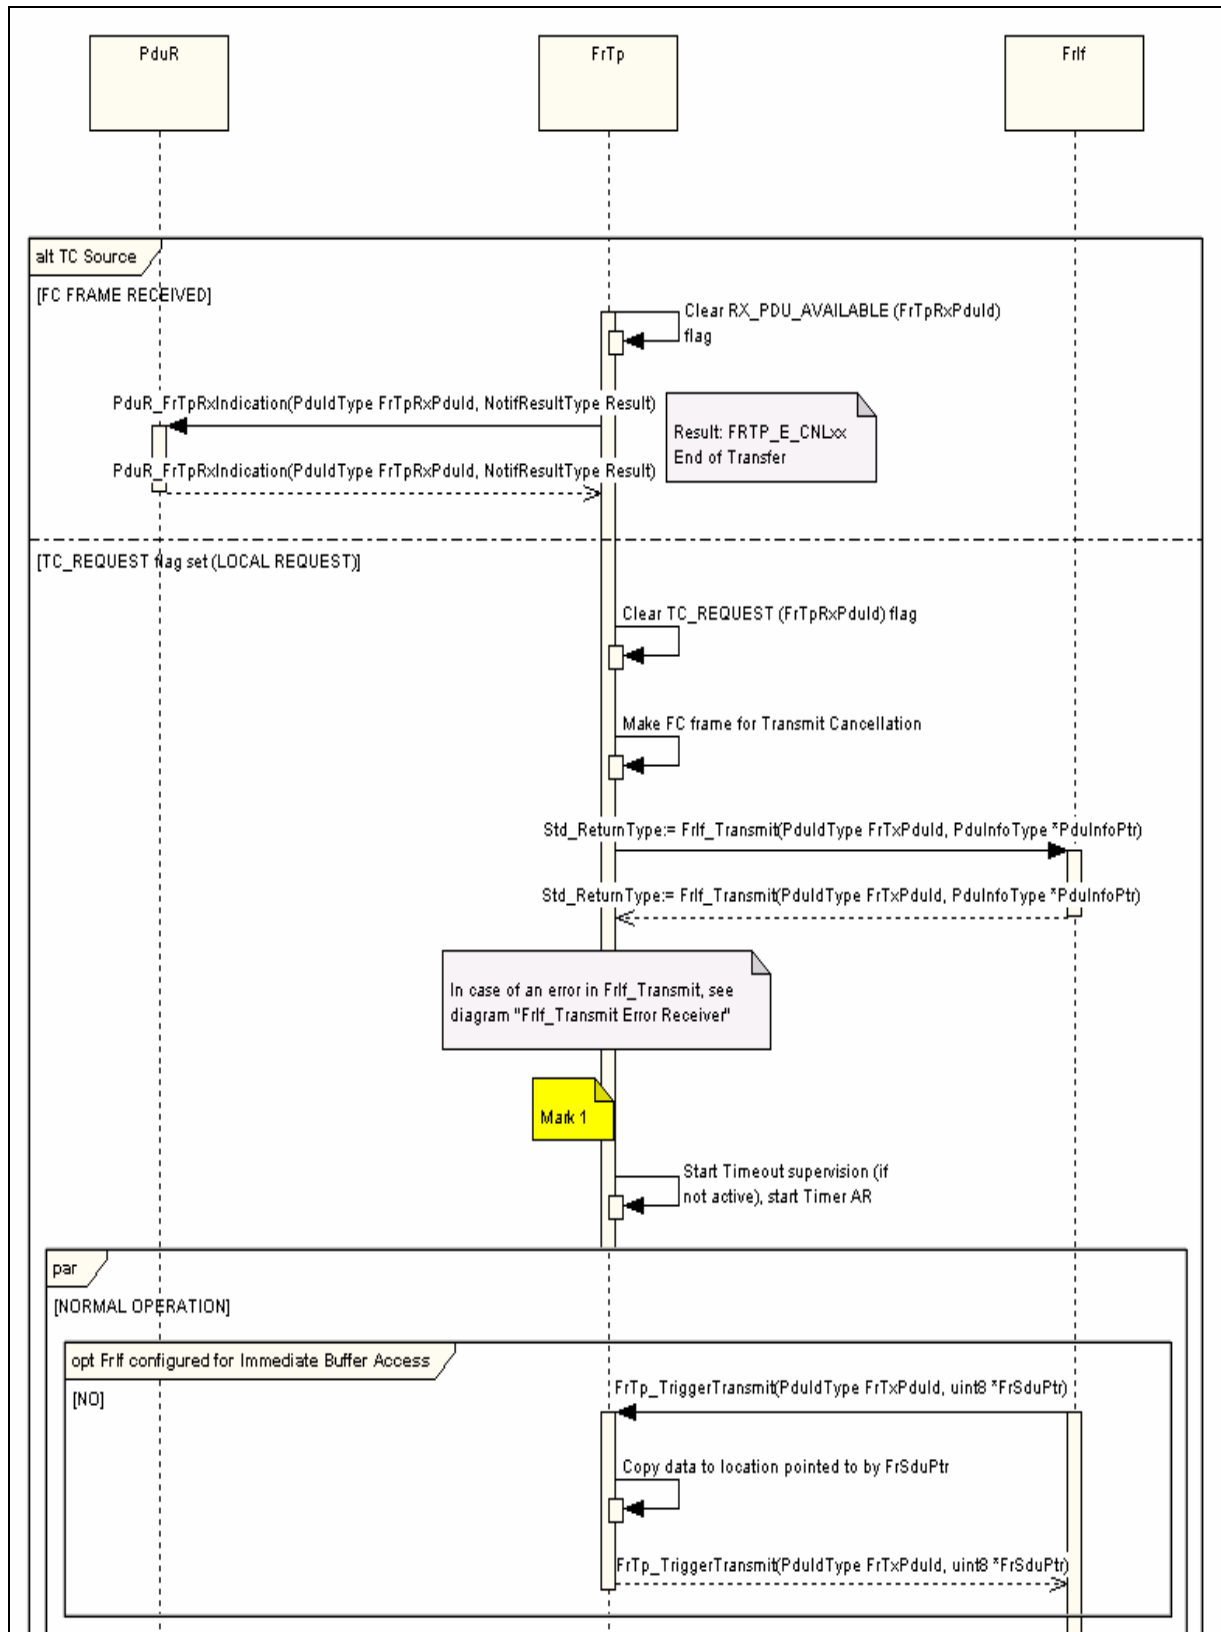 PduR
FrTp
FrIf
alt TC Source
[FC FRAME RECEIVED]
Clear RX_PDU_AVAILABLE (FrTpRxPduId)
flag
PduR_FrTpRxIndication(PduIdType FrTpRxPduId, NotifResultType Result)
Result: FRTP_E_CNLxx
End of Transfer
PduR_FrTpRxIndication(PduIdType FrTpRxPduId, NotifResultType Result)
[TC_REQUEST flag set (LOCAL REQUEST)]
Clear TC_REQUEST (FrTpRxPduId) flag
Make FC frame for Transmit Cancellation
Std_ReturnType:= FrIf_Transmit(PduIdType FrTxPduId, PduInfoType *PduInfoPtr)
Std_ReturnType:= FrIf_Transmit(PduIdType FrTxPduId, PduInfoType *PduInfoPtr)
In case of an error in FrIf_Transmit, see
diagram "FrIf_Transmit Error Receiver"
Mark 1
Start Timeout supervision (if
not active), start Timer AR
par
[NORMAL OPERATION]
opt FrIf configured for Immediate Buffer Access
[NO]
FrTp_TriggerTransmit(PduIdType FrTxPduId, uint8 *FrSduPtr)
Copy data to location pointed to by FrSduPtr
FrTp_TriggerTransmit(PduIdType FrTxPduId, uint8 *FrSduPtr)